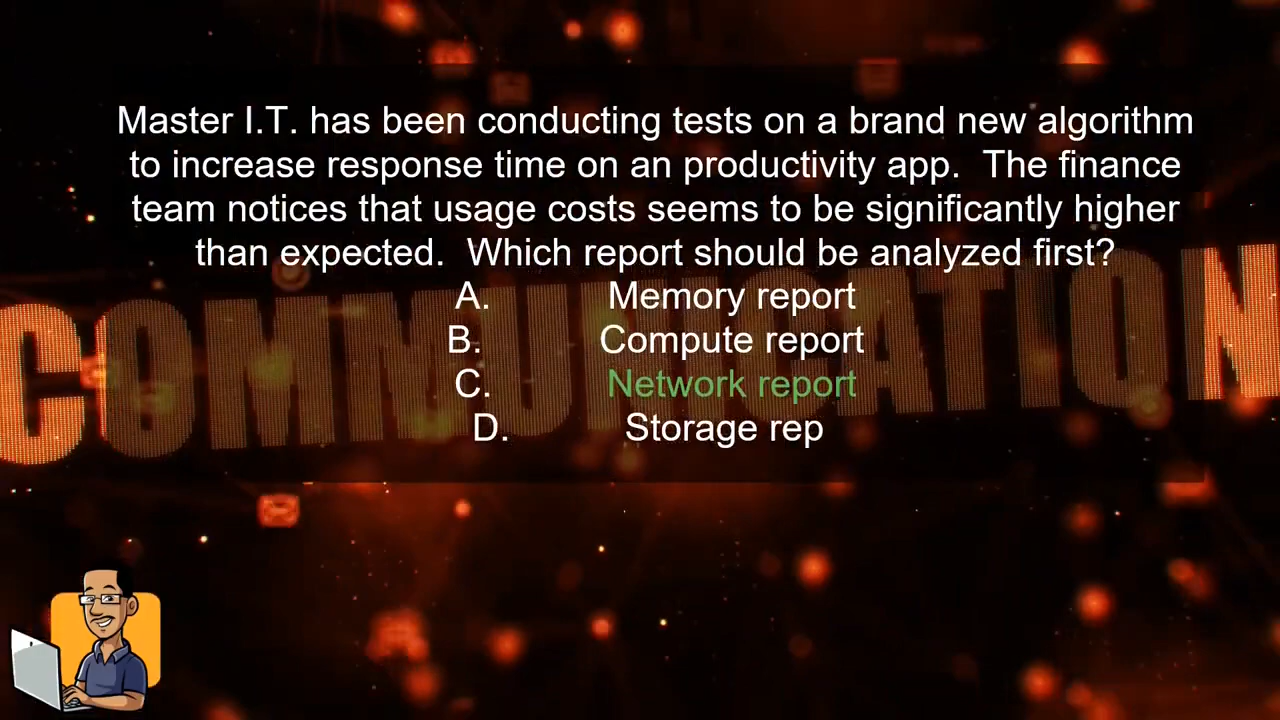 Master I.T. has been conducting tests on a brand new algorithm
to increase response time on an productivity app.  The finance
team notices that usage costs seems to be significantly higher
than expected.  Which report should be analyzed first?
A. Memory report
B. Compute report
C. Network report
D. Storage rep
COMMUNICATION